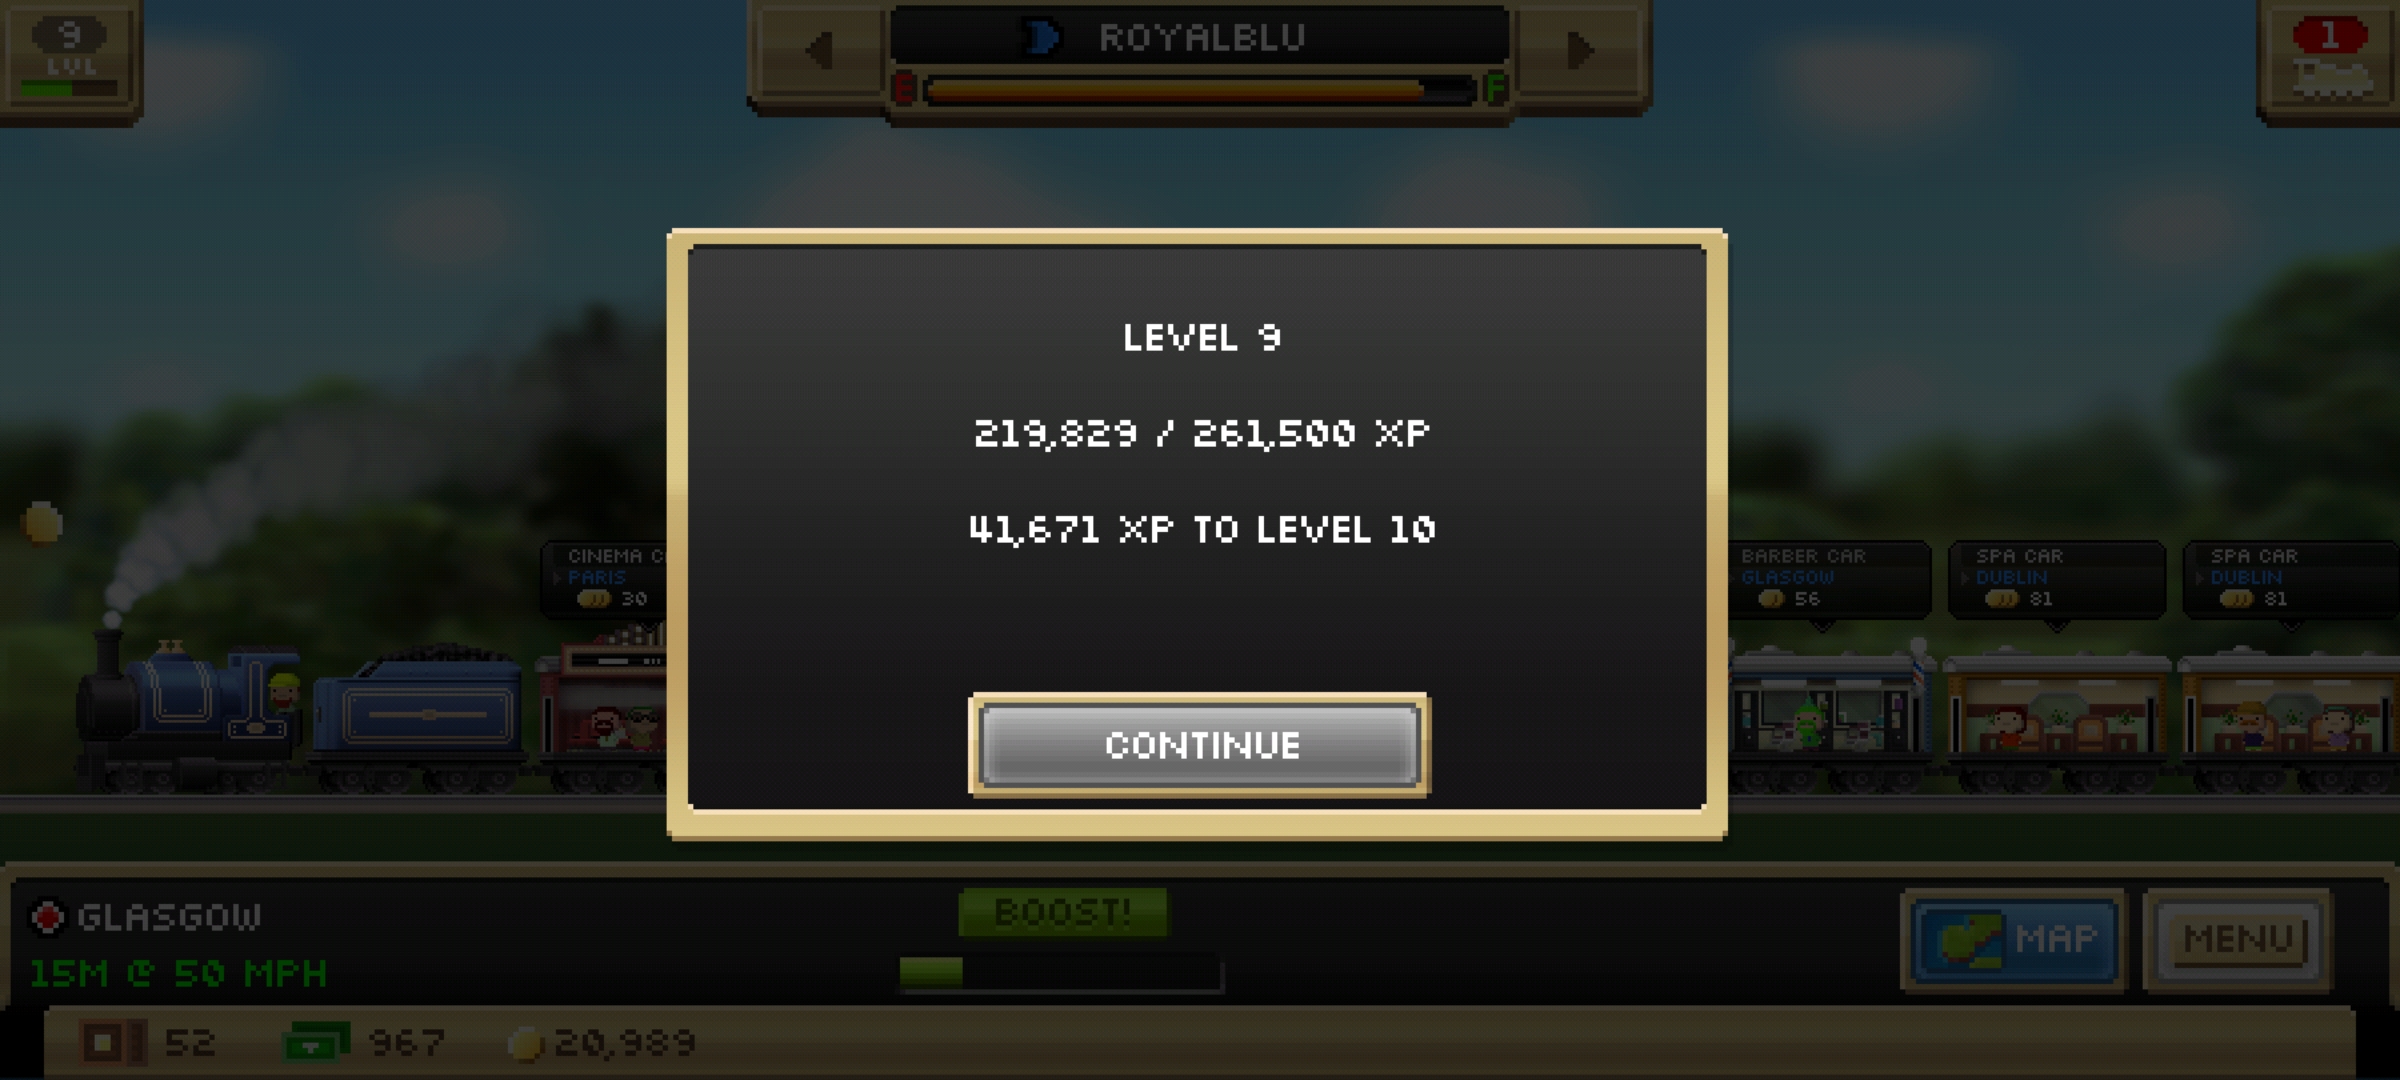 9
LVL
ROYALBLU
E F
1
LEVEL 9
219,829 / 261,500 XP
41,671 XP TO LEVEL 10
CONTINUE
CINEMA
PARIS
30
BARBER CAR
GLASGOW
56
SPA CAR
DUBLIN
81
SPA CAR
DUBLIN
81
GLASGOW
15M @ 50 MPH
BOOST!
MAP
MENU
52
967
20,989